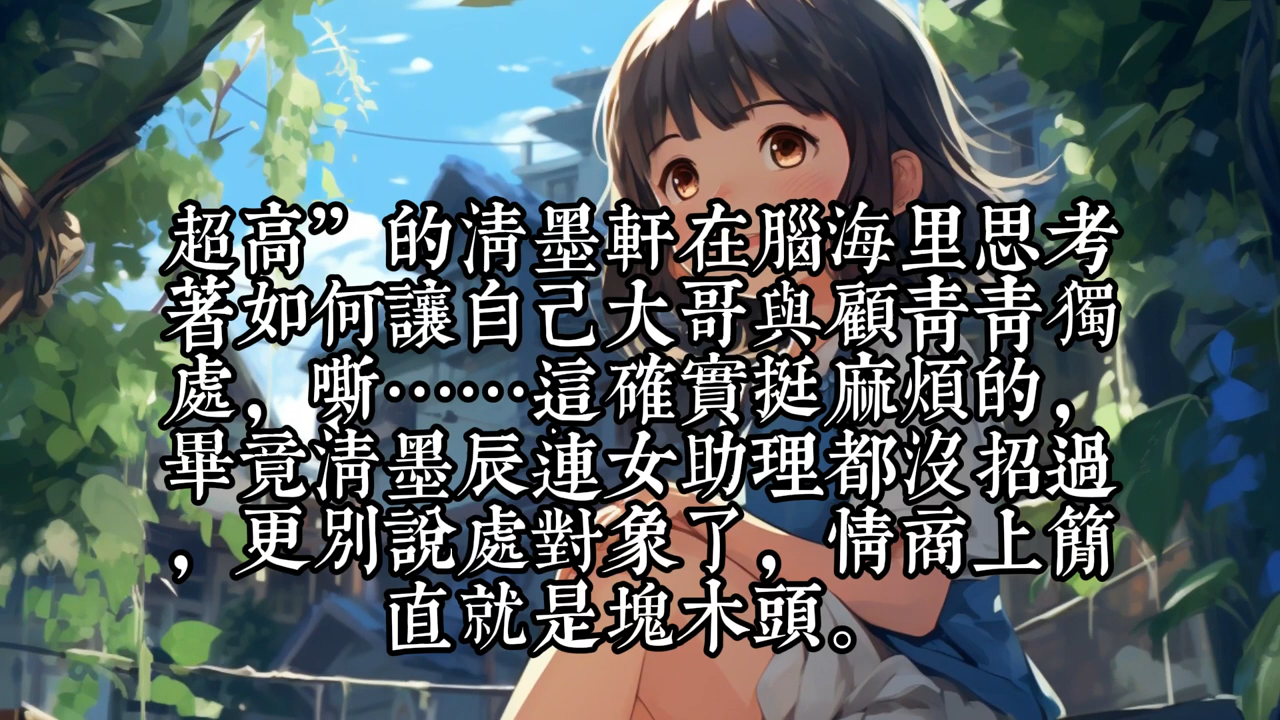 超高”的清墨軒在腦海里思考
著如何讓自己大哥與顧青青獨
處，嘶……這確實挺麻煩的，
畢竟清墨辰連女助理都沒招過
，更別說處對象了，情商上簡
直就是塊木頭。